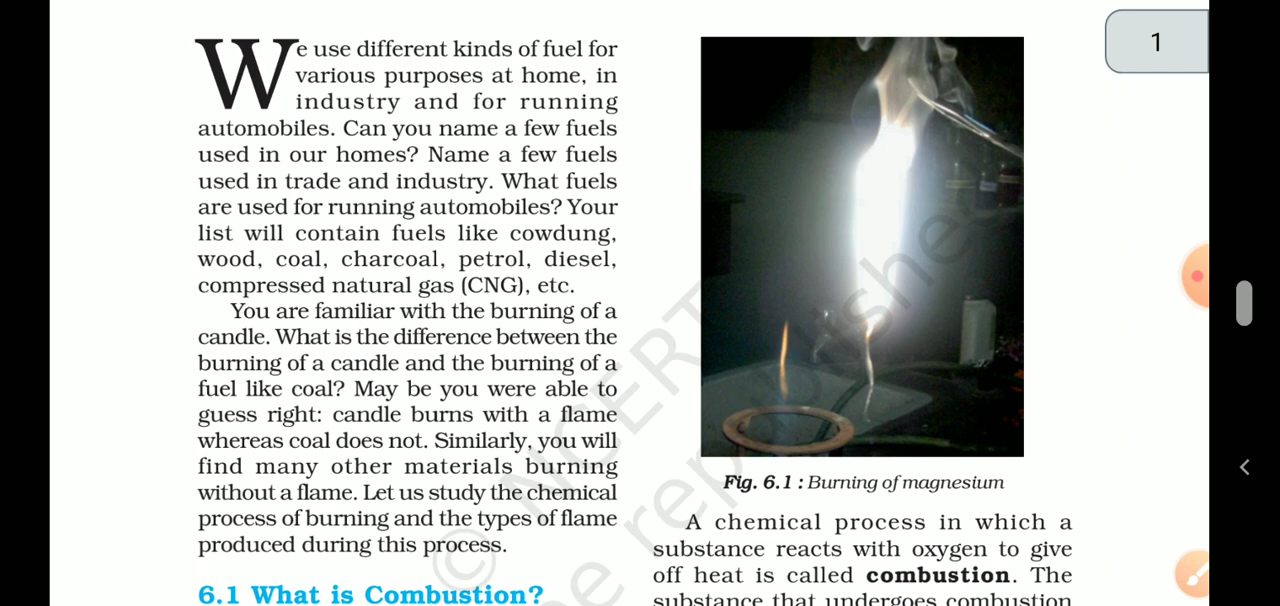 We use different kinds of fuel for
various purposes at home, in
industry and for running
automobiles. Can you name a few fuels
used in our homes? Name a few fuels
used in trade and industry. What fuels
are used for running automobiles? Your
list will contain fuels like cowdung,
wood, coal, charcoal, petrol, diesel,
compressed natural gas (CNG), etc.
You are familiar with the burning of a
candle. What is the difference between the
burning of a candle and the burning of a
fuel like coal? May be you were able to
guess right: candle burns with a flame
whereas coal does not. Similarly, you will
find many other materials burning
without a flame. Let us study the chemical
process of burning and the types of flame
produced during this process.
6.1 What is Combustion?
Fig. 6.1 : Burning of magnesium
A chemical process in which a
substance reacts with oxygen to give
off heat is called combustion. The
substance that undergoes combustion
1
© NCERT
be republished